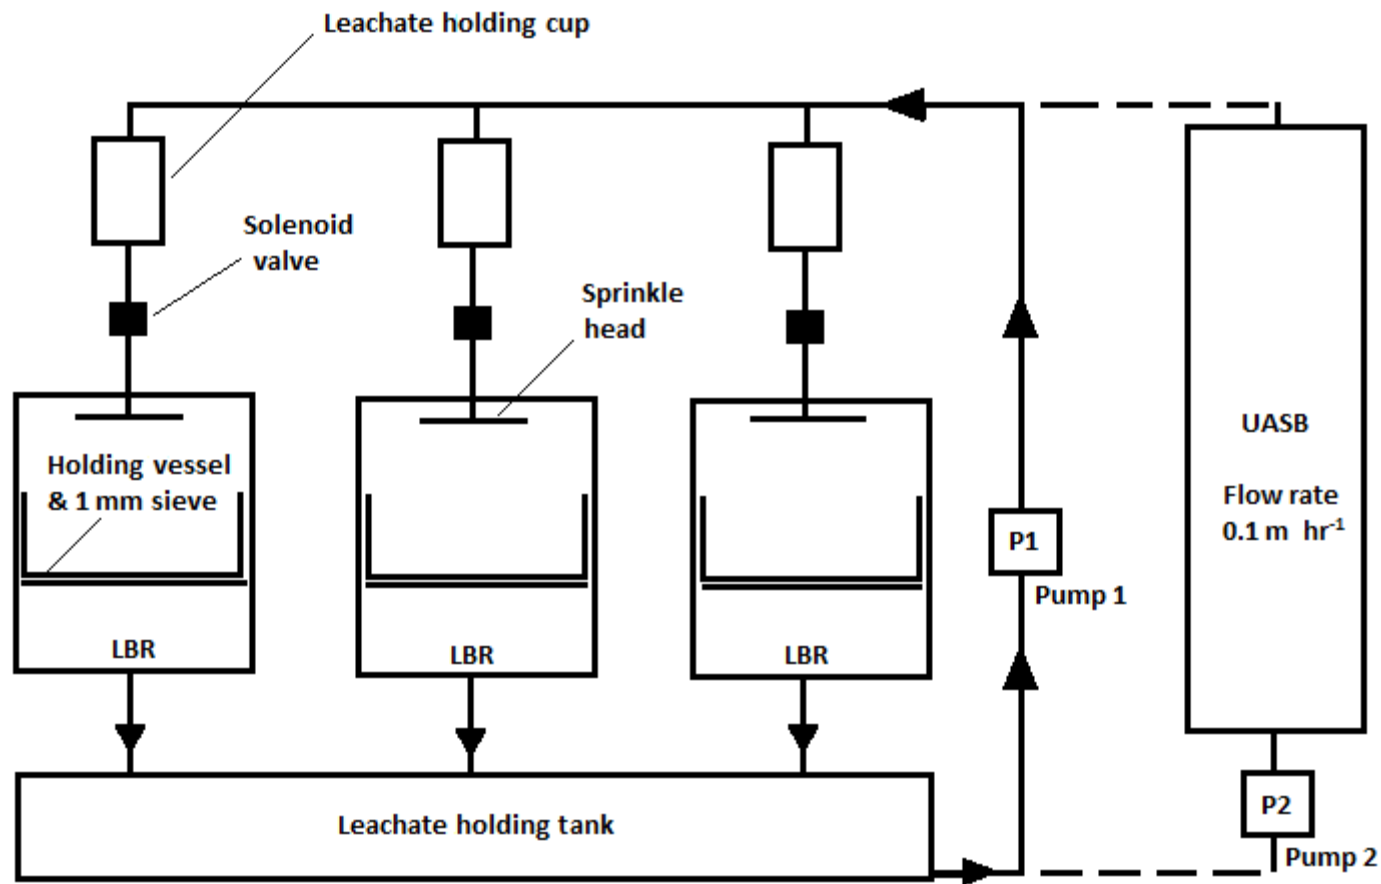 Leachate holding cup
Solenoid
valve
Sprinkle
head
Holding vessel
& 1 mm sieve
UASB
Flow rate
0.1 m hr⁻¹
P1
Pump 1
LBR
LBR
LBR
P2
Pump 2
Leachate holding tank